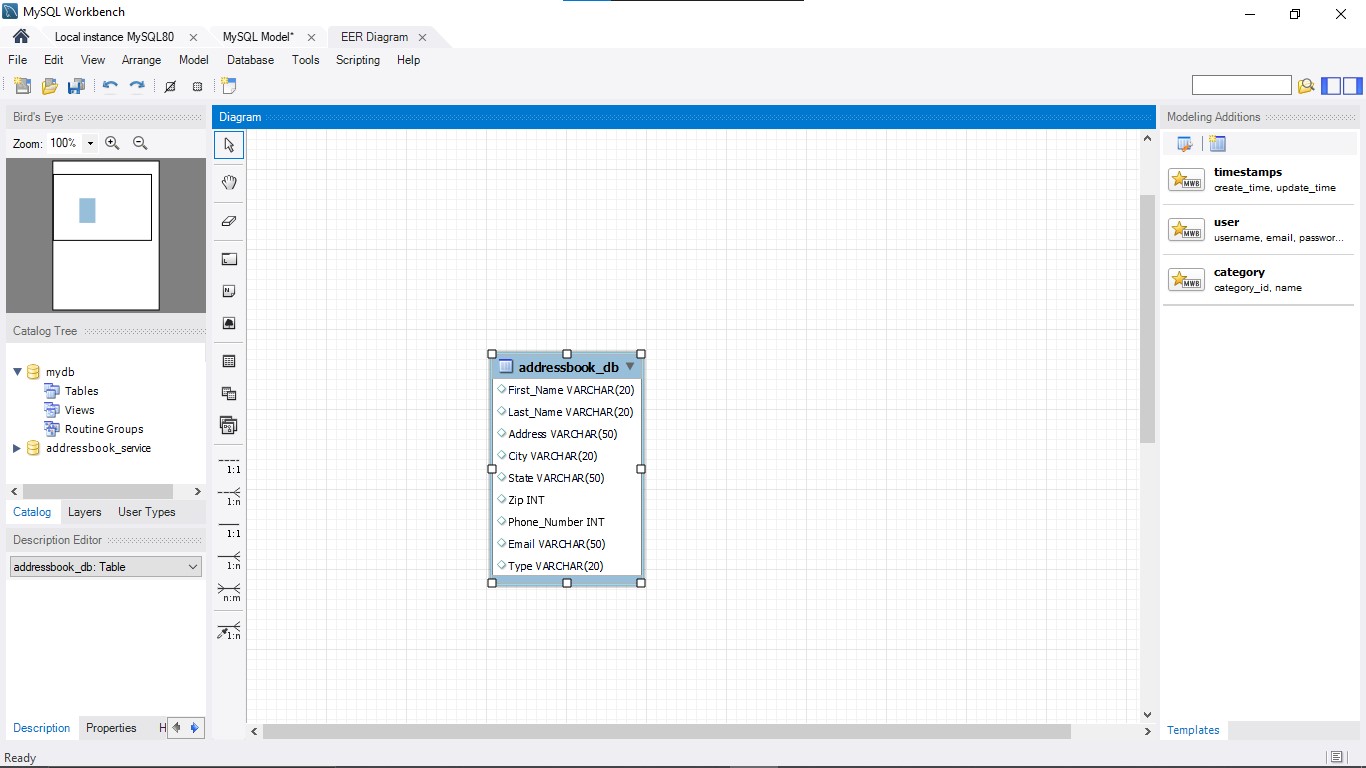 MySQL Workbench
Local instance MySQL80
MySQL Model*
EER Diagram
File Edit View Arrange Model Database Tools Scripting Help
Bird's Eye
Zoom: 100%
Catalog Tree
mydb
Tables
Views
Routine Groups
addressbook_service
Catalog Layers User Types
Description Editor
addressbook_db: Table
Description Properties H
Diagram
1:1
1:n
1:1
1:n
n:m
1:n
addressbook_db
First_Name VARCHAR(20)
Last_Name VARCHAR(20)
Address VARCHAR(50)
City VARCHAR(20)
State VARCHAR(50)
Zip INT
Phone_Number INT
Email VARCHAR(50)
Type VARCHAR(20)
Modeling Additions
MWB
timestamps
create_time, update_time
MWB
user
username, email, passwor...
MWB
category
category_id, name
Templates
Ready